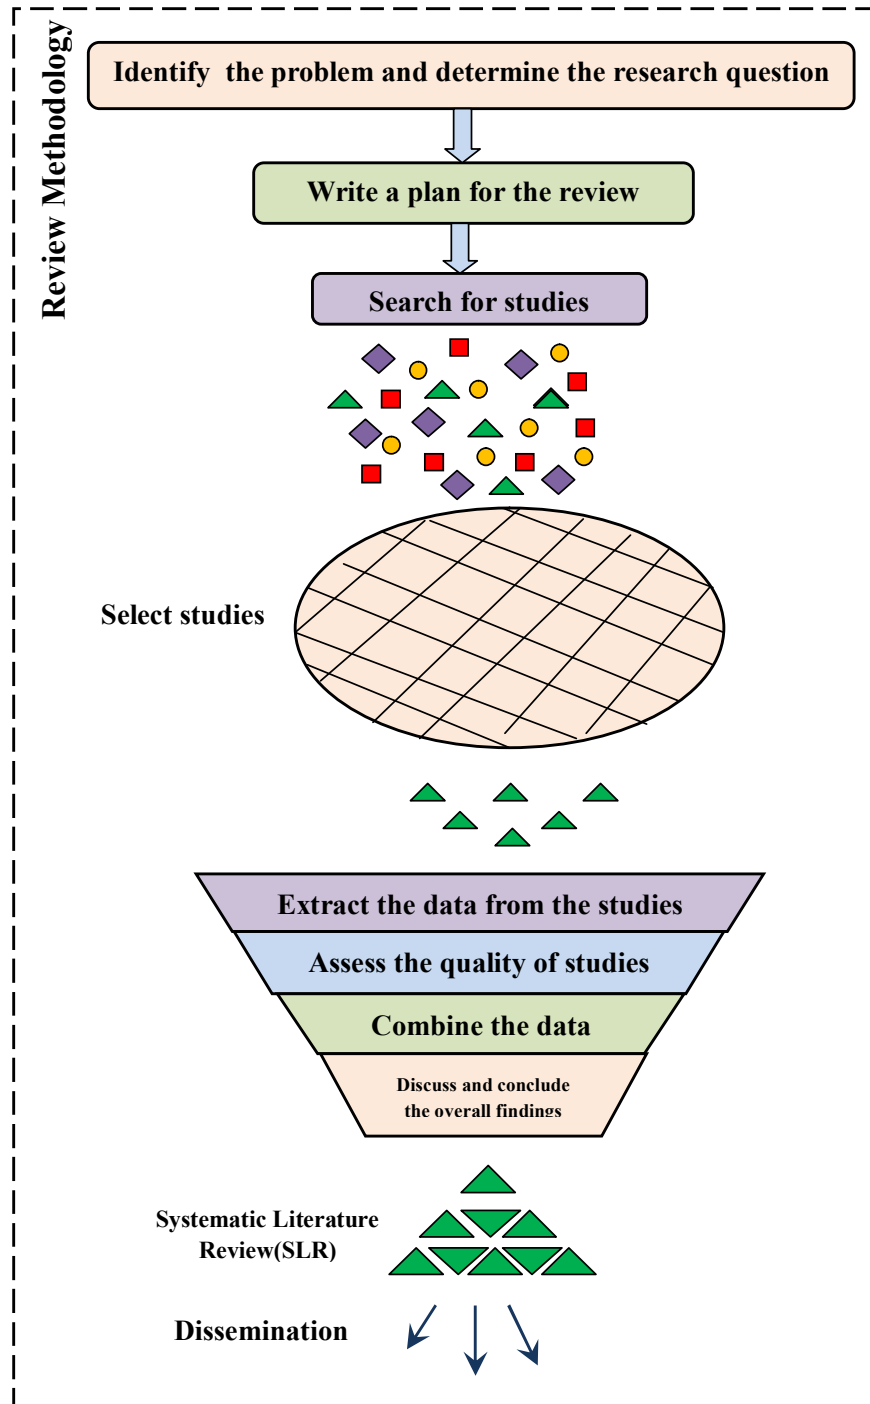 Review Methodology
Identify the problem and determine the research question
Write a plan for the review
Search for studies
Select studies
Extract the data from the studies
Assess the quality of studies
Combine the data
Discuss and conclude
the overall findings
Systematic Literature
Review(SLR)
Dissemination